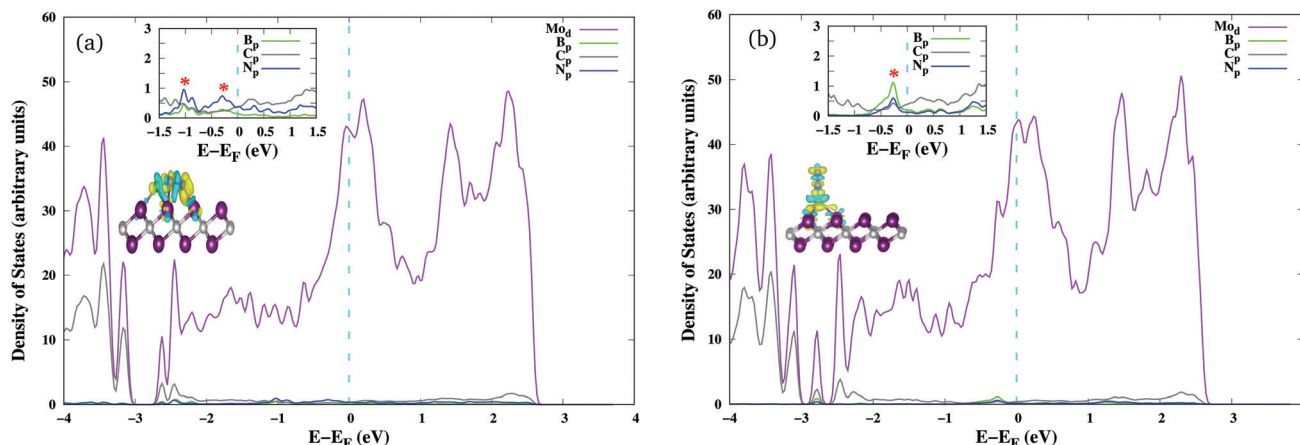 (a)
60
50
40
30
20
10
0
Density of States (arbitrary units)
−4
−3
−2
−1
0
1
2
3
4
E−E_F (eV)
Mo_d
B_p
C_p
N_p
3
2
1
0
B_p
C_p
N_p
*
*
−1.5
−1
−0.5
0
0.5
1
1.5
E−E_F (eV)
(b)
60
50
40
30
20
10
0
Density of States (arbitrary units)
−4
−3
−2
−1
0
1
2
3
E−E_F (eV)
Mo_d
B_p
C_p
N_p
3
2
1
0
B_p
C_p
N_p
*
−1.5
−1
−0.5
0
0.5
1
1.5
E−E_F (eV)